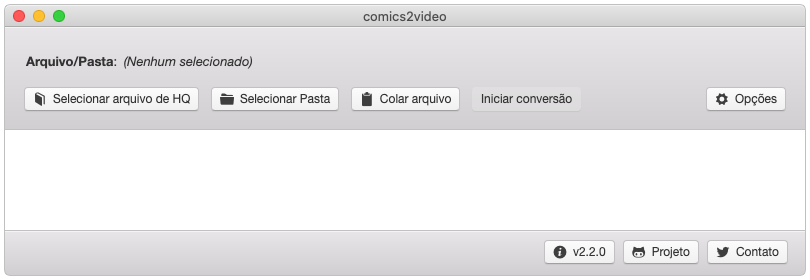 comics2video
Arquivo/Pasta: (Nenhum selecionado)
Selecionar arquivo de HQ Selecionar Pasta Colar arquivo Iniciar conversão Opções
v2.2.0 Projeto Contato